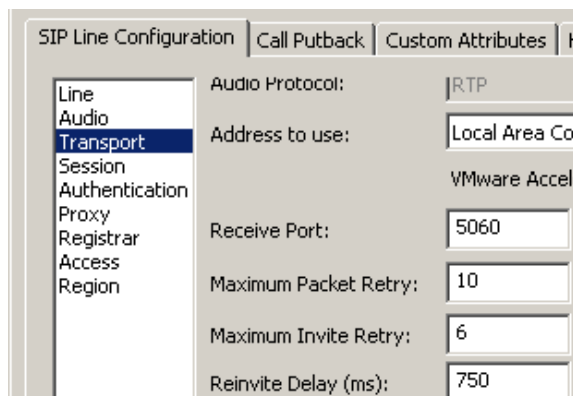 SIP Line Configuration Call Putback Custom Attributes
Line
Audio
Transport
Session
Authentication
Proxy
Registrar
Access
Region
Audio Protocol: RTP
Address to use: Local Area Co
VMware Accel
Receive Port: 5060
Maximum Packet Retry: 10
Maximum Invite Retry: 6
Reinvite Delay (ms): 750